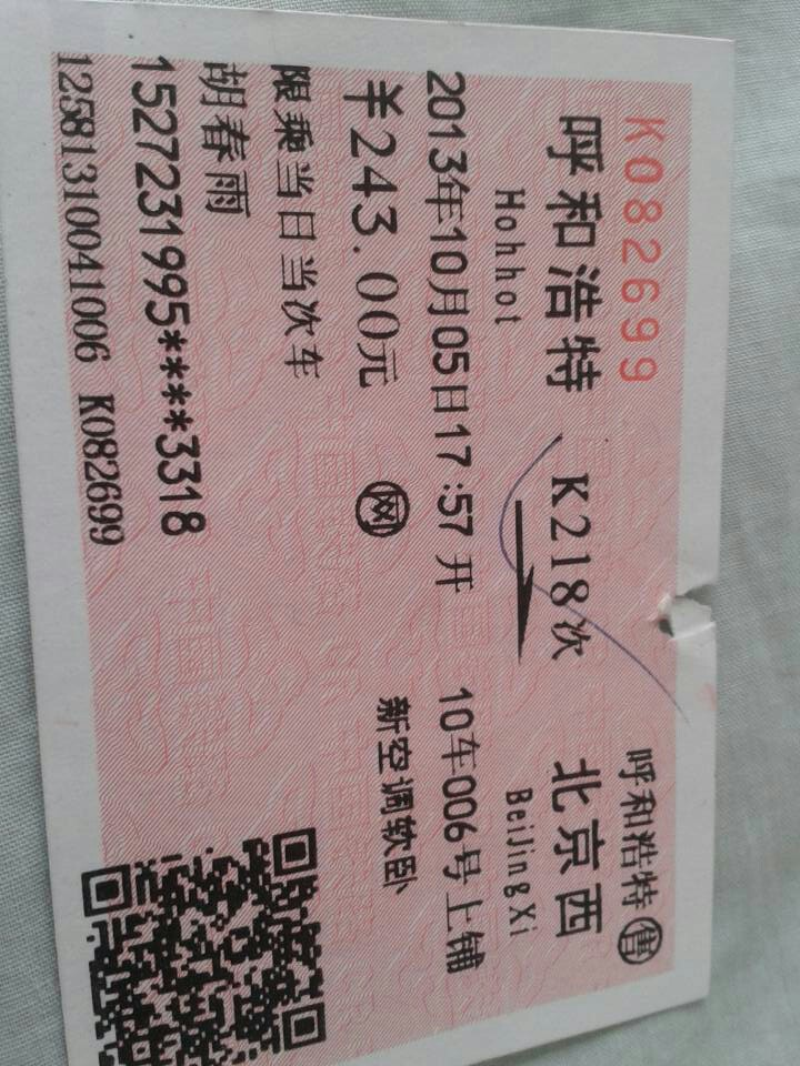 K082699
呼和浩特 售
呼和浩特 K218次 北京西
Hohhot BeiJingXi
2013年10月05日17:57开 10车006号上铺
¥243.00元 网 新空调软卧
限乘当日当次车
胡春雨
1527231995****3318
12581310041006 K082699